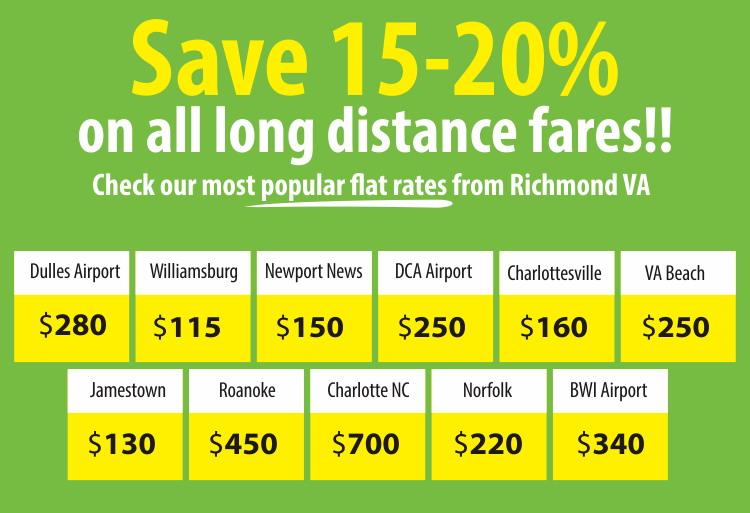 Save 15-20%
on all long distance fares!!
Check our most popular flat rates from Richmond VA
Dulles Airport Williamsburg Newport News DCA Airport Charlottesville VA Beach
$280 $115 $150 $250 $160 $250
Jamestown Roanoke Charlotte NC Norfolk BWI Airport
$130 $450 $700 $220 $340